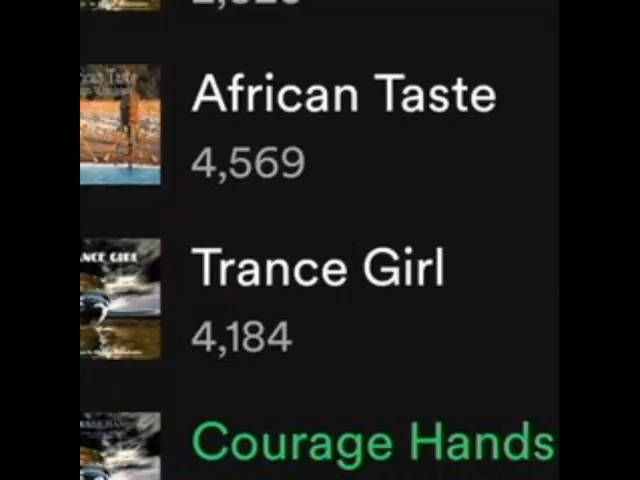 African Taste
4,569
Trance Girl
4,184
Courage Hands